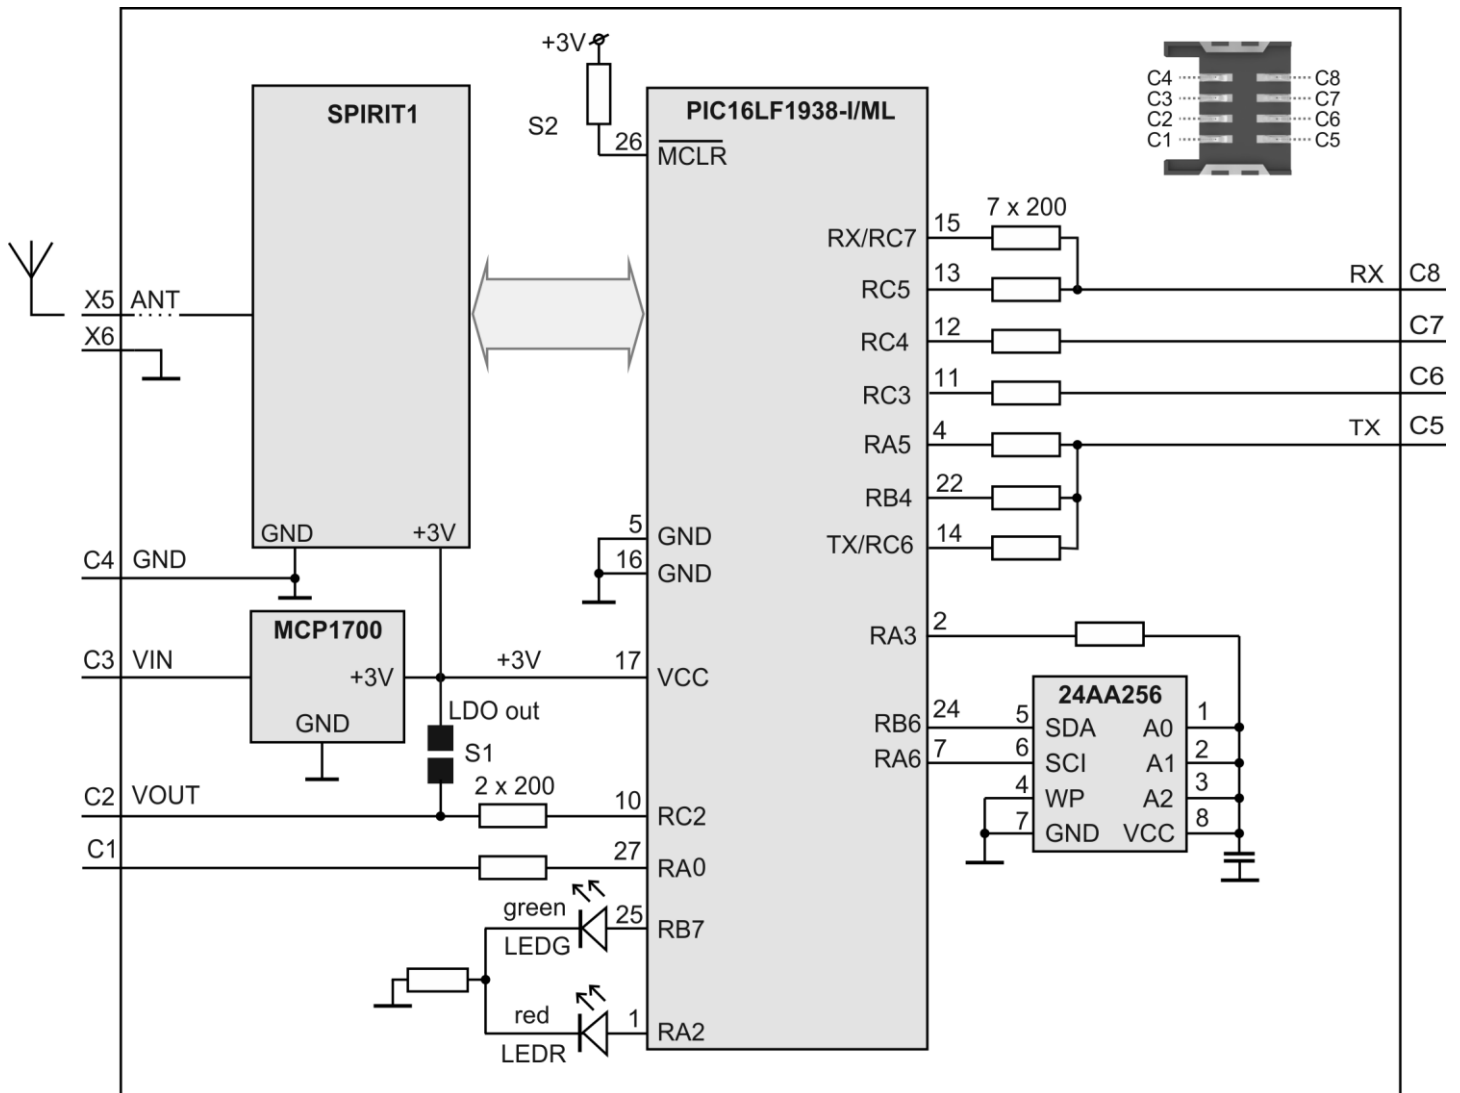 +3V
SPIRIT1
S2
26
MCLR
PIC16LF1938-I/ML
C4 C8
C3 C7
C2 C6
C1 C5
7 x 200
RX/RC7 15
RC5 13 RX C8
RC4 12 C7
RC3 11 C6
RA5 4 TX C5
RB4 22
TX/RC6 14
X5 ANT
X6
GND +3V
C4 GND
5 GND
16 GND
MCP1700
C3 VIN +3V +3V 17 VCC
GND
LDO out
S1
2 x 200
C2 VOUT 10 RC2
C1 27 RA0
green 25 RB7
LEDG
red 1 RA2
LEDR
RA3 2
24AA256
RB6 24 5 SDA A0 1
RA6 7 6 SCI A1 2
4 WP A2 3
7 GND VCC 8